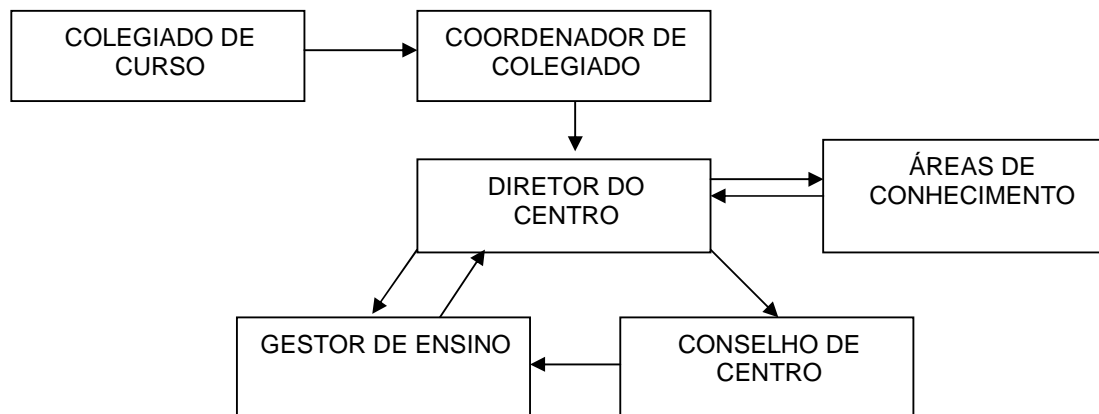 COLEGIADO DE
CURSO
COORDENADOR DE
COLEGIADO
DIRETOR DO
CENTRO
ÁREAS DE
CONHECIMENTO
GESTOR DE ENSINO
CONSELHO DE
CENTRO